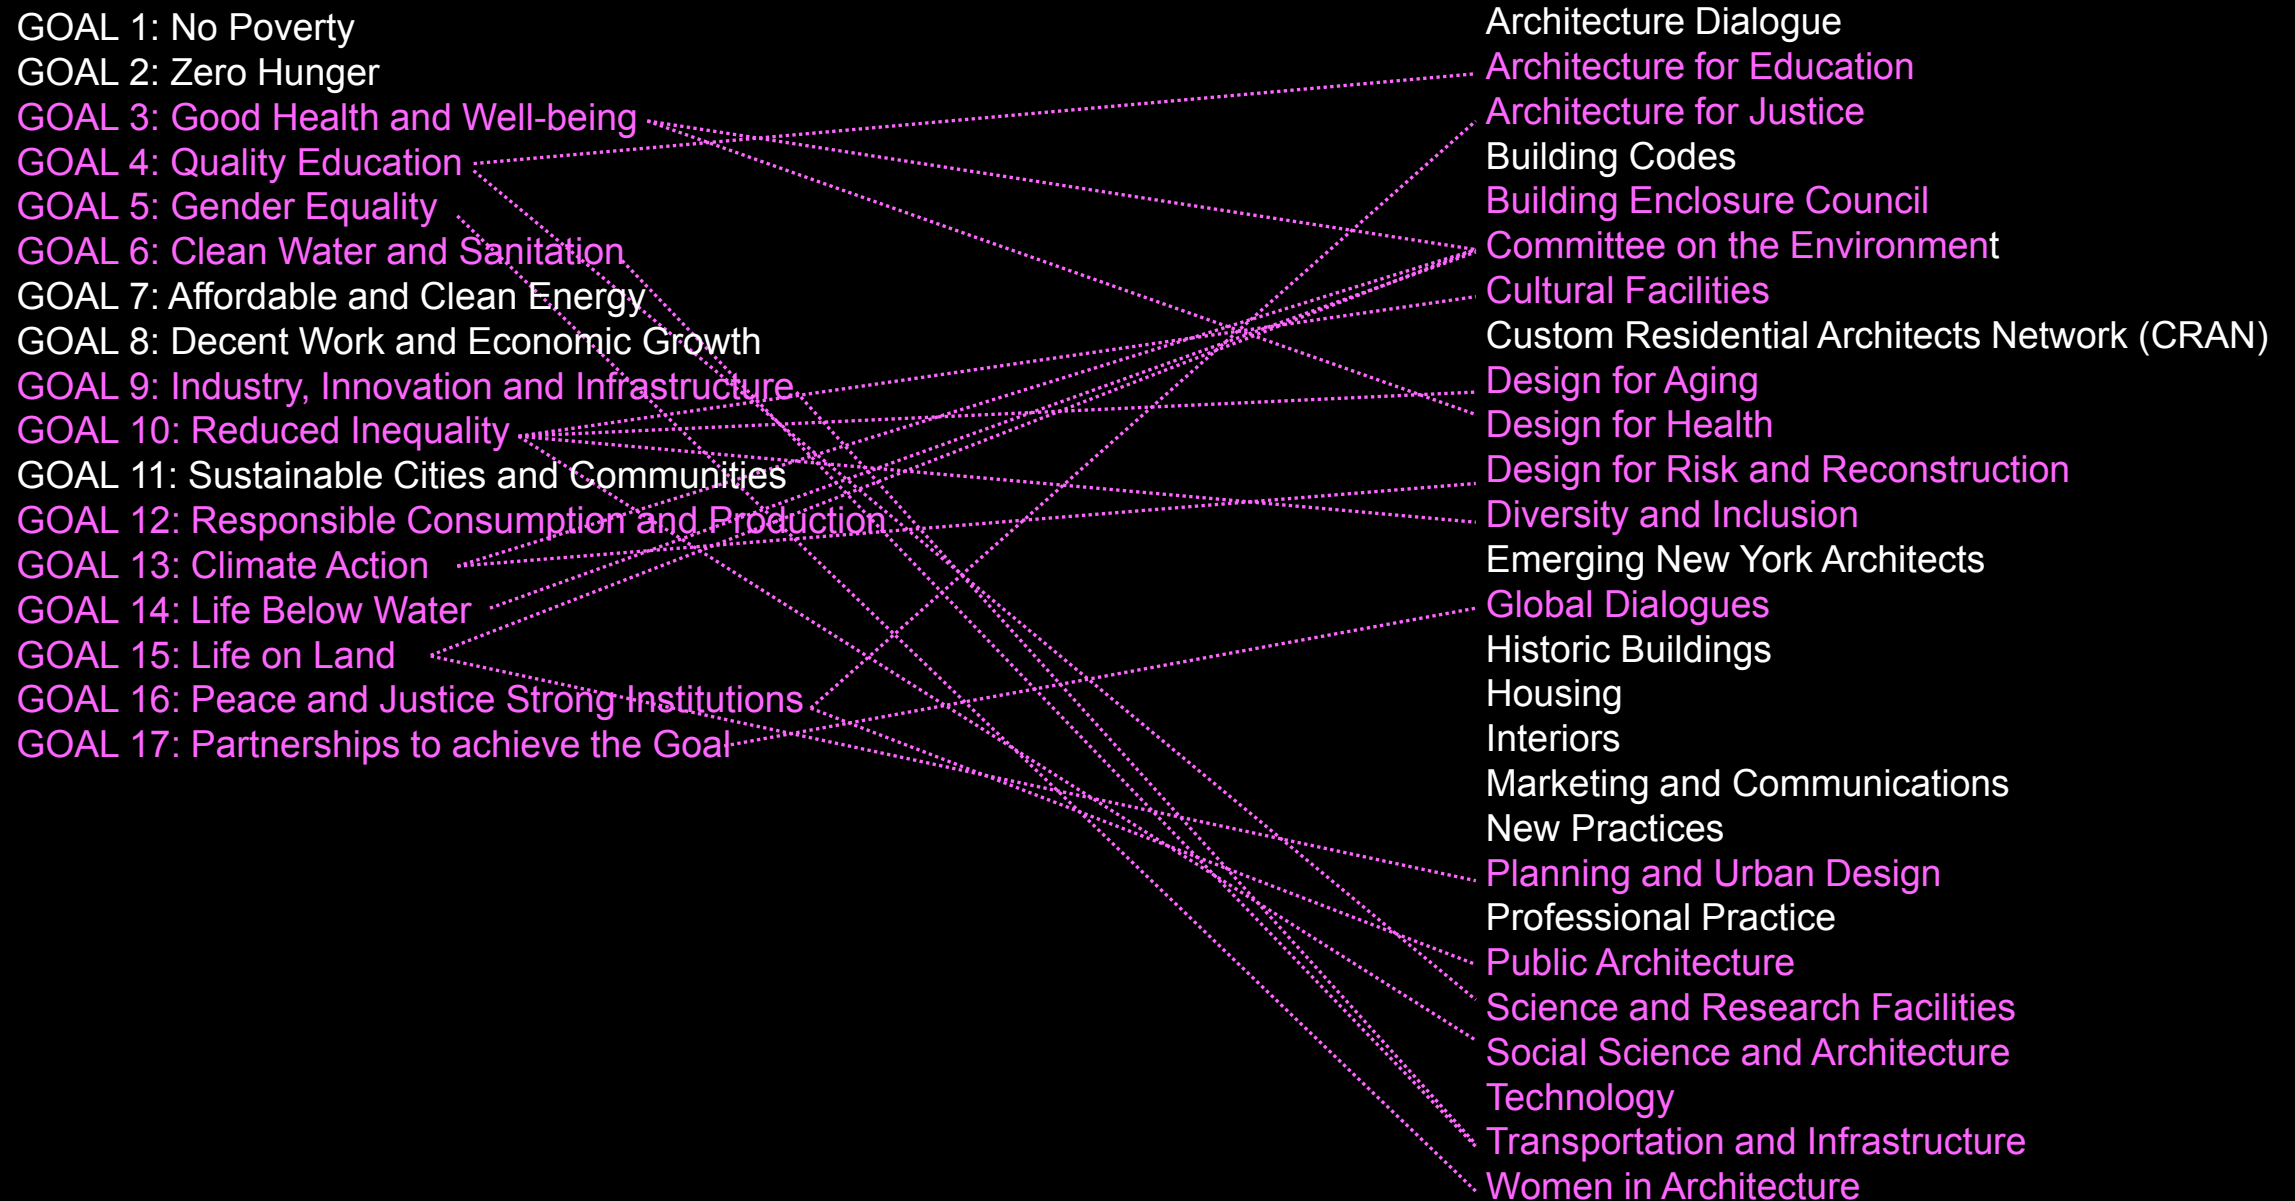 GOAL 1: No Poverty
GOAL 2: Zero Hunger
GOAL 3: Good Health and Well-being
GOAL 4: Quality Education
GOAL 5: Gender Equality
GOAL 6: Clean Water and Sanitation
GOAL 7: Affordable and Clean Energy
GOAL 8: Decent Work and Economic Growth
GOAL 9: Industry, Innovation and Infrastructure
GOAL 10: Reduced Inequality
GOAL 11: Sustainable Cities and Communities
GOAL 12: Responsible Consumption and Production
GOAL 13: Climate Action
GOAL 14: Life Below Water
GOAL 15: Life on Land
GOAL 16: Peace and Justice Strong Institutions
GOAL 17: Partnerships to achieve the Goal
Architecture Dialogue
Architecture for Education
Architecture for Justice
Building Codes
Building Enclosure Council
Committee on the Environment
Cultural Facilities
Custom Residential Architects Network (CRAN)
Design for Aging
Design for Health
Design for Risk and Reconstruction
Diversity and Inclusion
Emerging New York Architects
Global Dialogues
Historic Buildings
Housing
Interiors
Marketing and Communications
New Practices
Planning and Urban Design
Professional Practice
Public Architecture
Science and Research Facilities
Social Science and Architecture
Technology
Transportation and Infrastructure
Women in Architecture